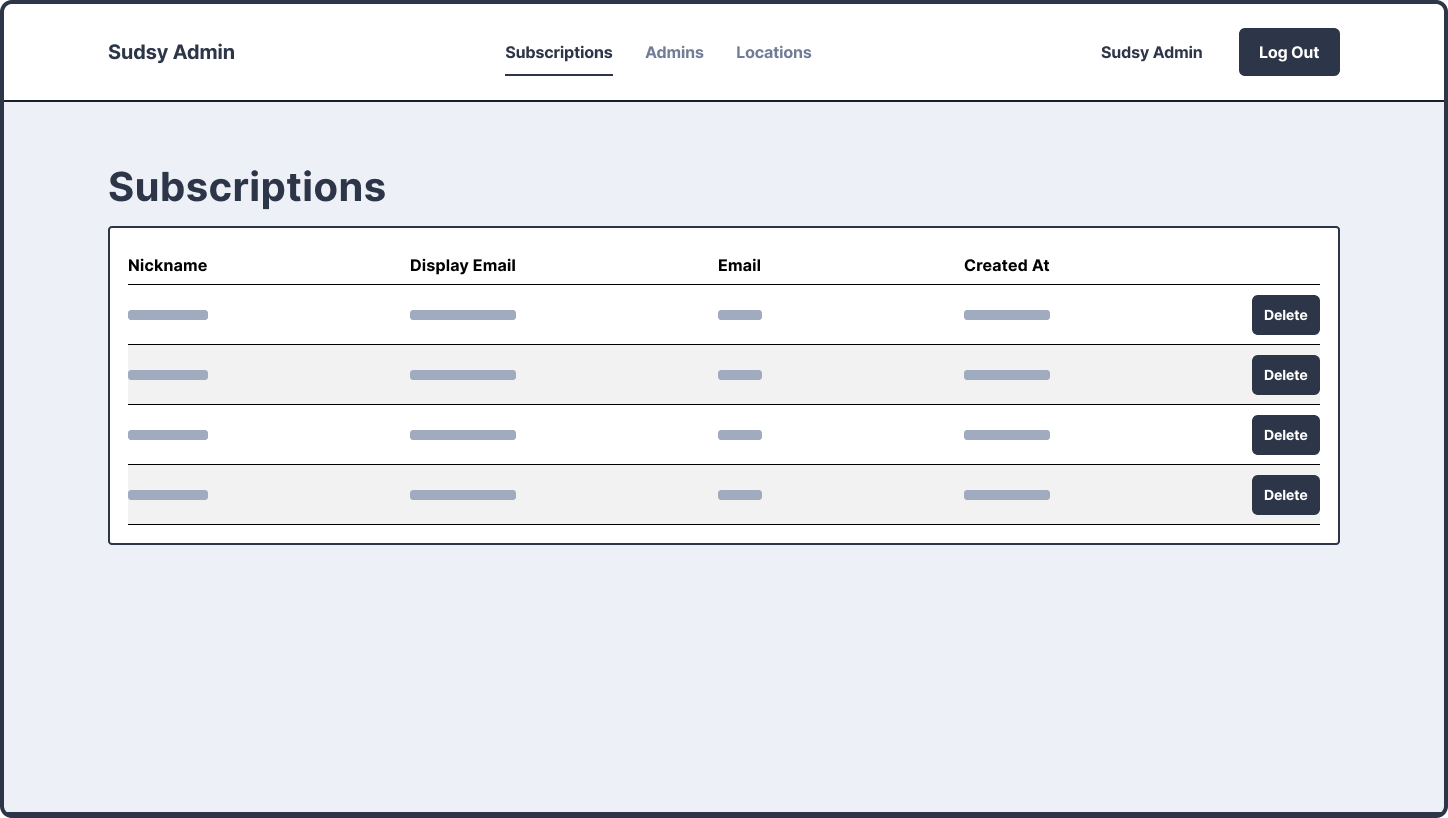 Sudsy Admin
Subscriptions Admins Locations
Sudsy Admin
Log Out
Subscriptions
Nickname Display Email Email Created At
Delete
Delete
Delete
Delete